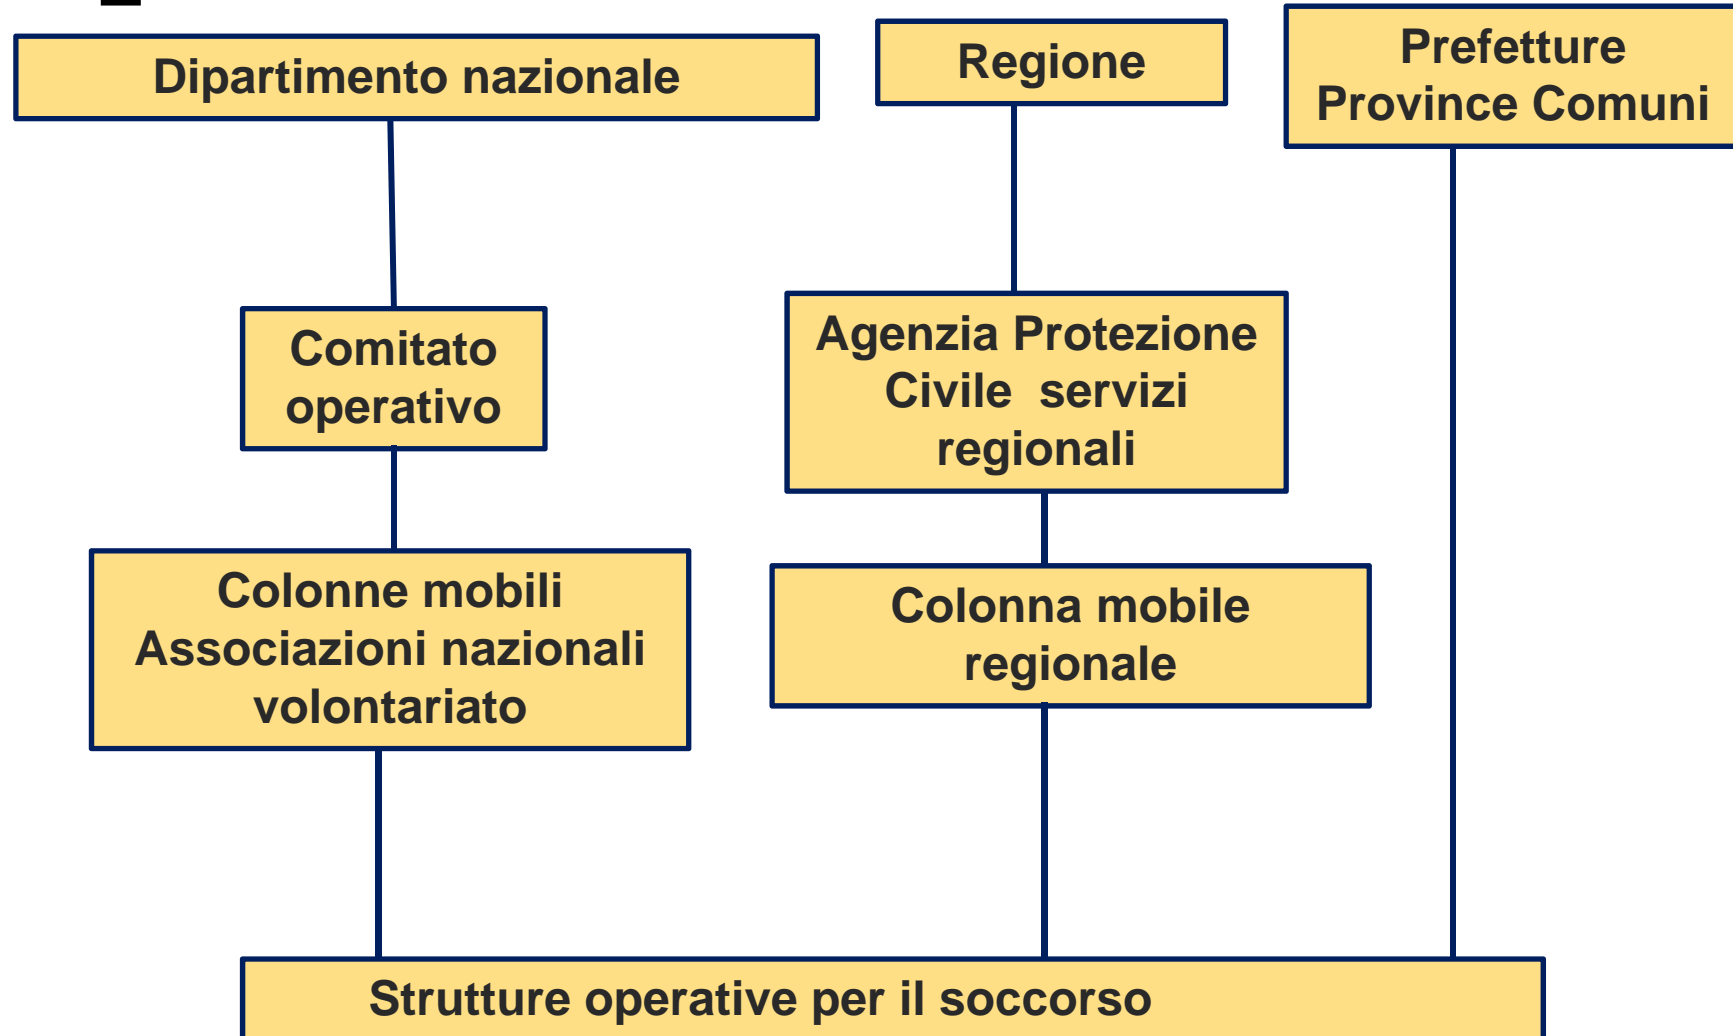 Dipartimento nazionale
Regione
Prefetture
Province Comuni
Comitato
operativo
Agenzia Protezione
Civile  servizi
regionali
Colonne mobili
Associazioni nazionali
volontariato
Colonna mobile
regionale
Strutture operative per il soccorso